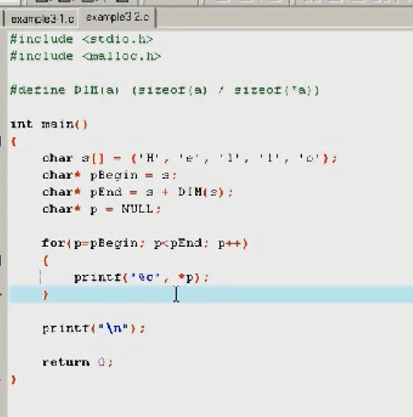 example3-1.c example3-2.c
#include <stdio.h>
#include <malloc.h>
#define DIM(a) (sizeof(a) / sizeof(*a))
int main()
{
    char s[] = {'H', 'e', 'l', 'l', 'o'};
    char* pBegin = s;
    char* pEnd = s + DIM(s);
    char* p = NULL;
    for(p=pBegin; p<pEnd; p++)
    {
        printf("%c", *p);
    }
    printf("\n");
    return 0;
}